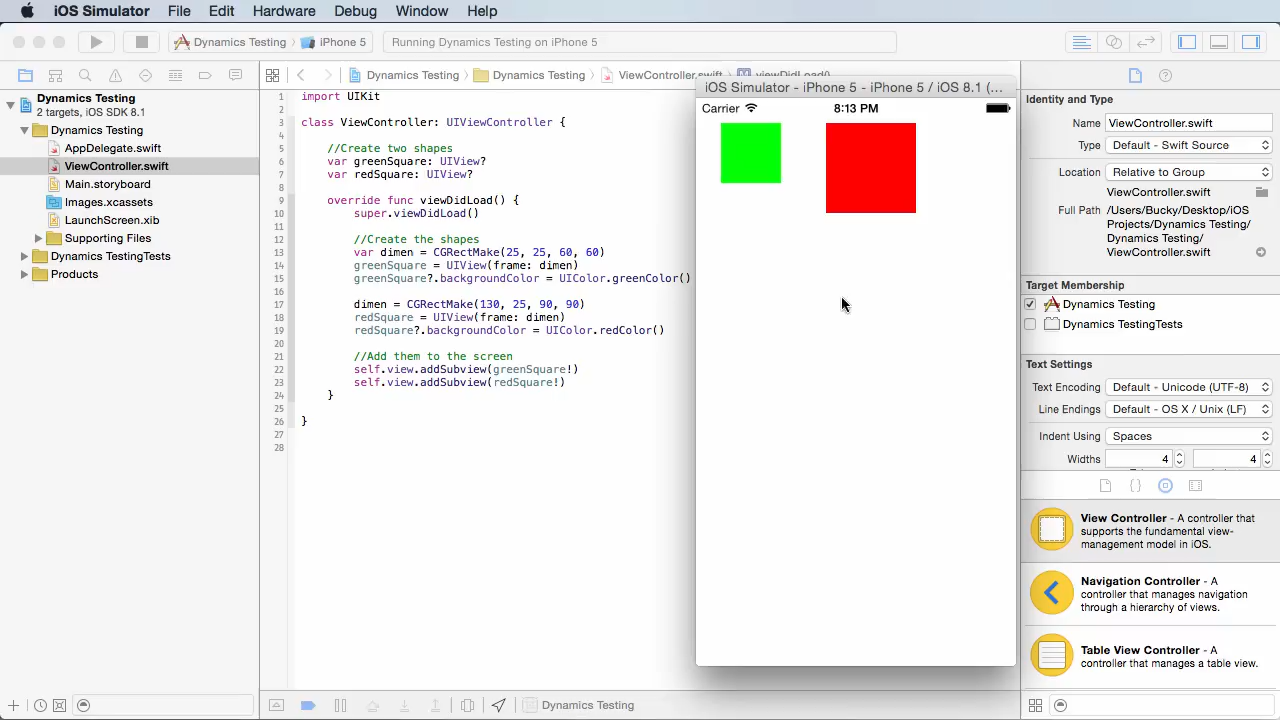 iOS Simulator File Edit Hardware Debug Window Help
Dynamics Testing iPhone 5 Running Dynamics Testing on iPhone 5
Dynamics Testing
2 targets, iOS SDK 8.1
Dynamics Testing
AppDelegate.swift
ViewController.swift
Main.storyboard
Images.xcassets
LaunchScreen.xib
Supporting Files
Dynamics TestingTests
Products
Dynamics Testing Dynamics Testing ViewController.swift viewDidLoad()
1 import UIKit
2
3 class ViewController: UIViewController {
4
5 //Create two shapes
6 var greenSquare: UIView?
7 var redSquare: UIView?
8
9 override func viewDidLoad() {
10 super.viewDidLoad()
11
12 //Create the shapes
13 var dimen = CGRectMake(25, 25, 60, 60)
14 greenSquare = UIView(frame: dimen)
15 greenSquare?.backgroundColor = UIColor.greenColor()
16
17 dimen = CGRectMake(130, 25, 90, 90)
18 redSquare = UIView(frame: dimen)
19 redSquare?.backgroundColor = UIColor.redColor()
20
21 //Add them to the screen
22 self.view.addSubview(greenSquare!)
23 self.view.addSubview(redSquare!)
24 }
25
26 }
27
28
Dynamics Testing
iOS Simulator - iPhone 5 - iPhone 5 / iOS 8.1 (...
Carrier 8:13 PM
Identity and Type
Name ViewController.swift
Type Default - Swift Source
Location Relative to Group
ViewController.swift
Full Path /Users/Bucky/Desktop/iOS
Projects/Dynamics Testing/
Dynamics Testing/
ViewController.swift
Target Membership
Dynamics Testing
Dynamics TestingTests
Text Settings
Text Encoding Default - Unicode (UTF-8)
Line Endings Default - OS X / Unix (LF)
Indent Using Spaces
Widths 4 4
View Controller - A controller that
supports the fundamental view-
management model in iOS.
Navigation Controller - A
controller that manages navigation
through a hierarchy of views.
Table View Controller - A
controller that manages a table view.